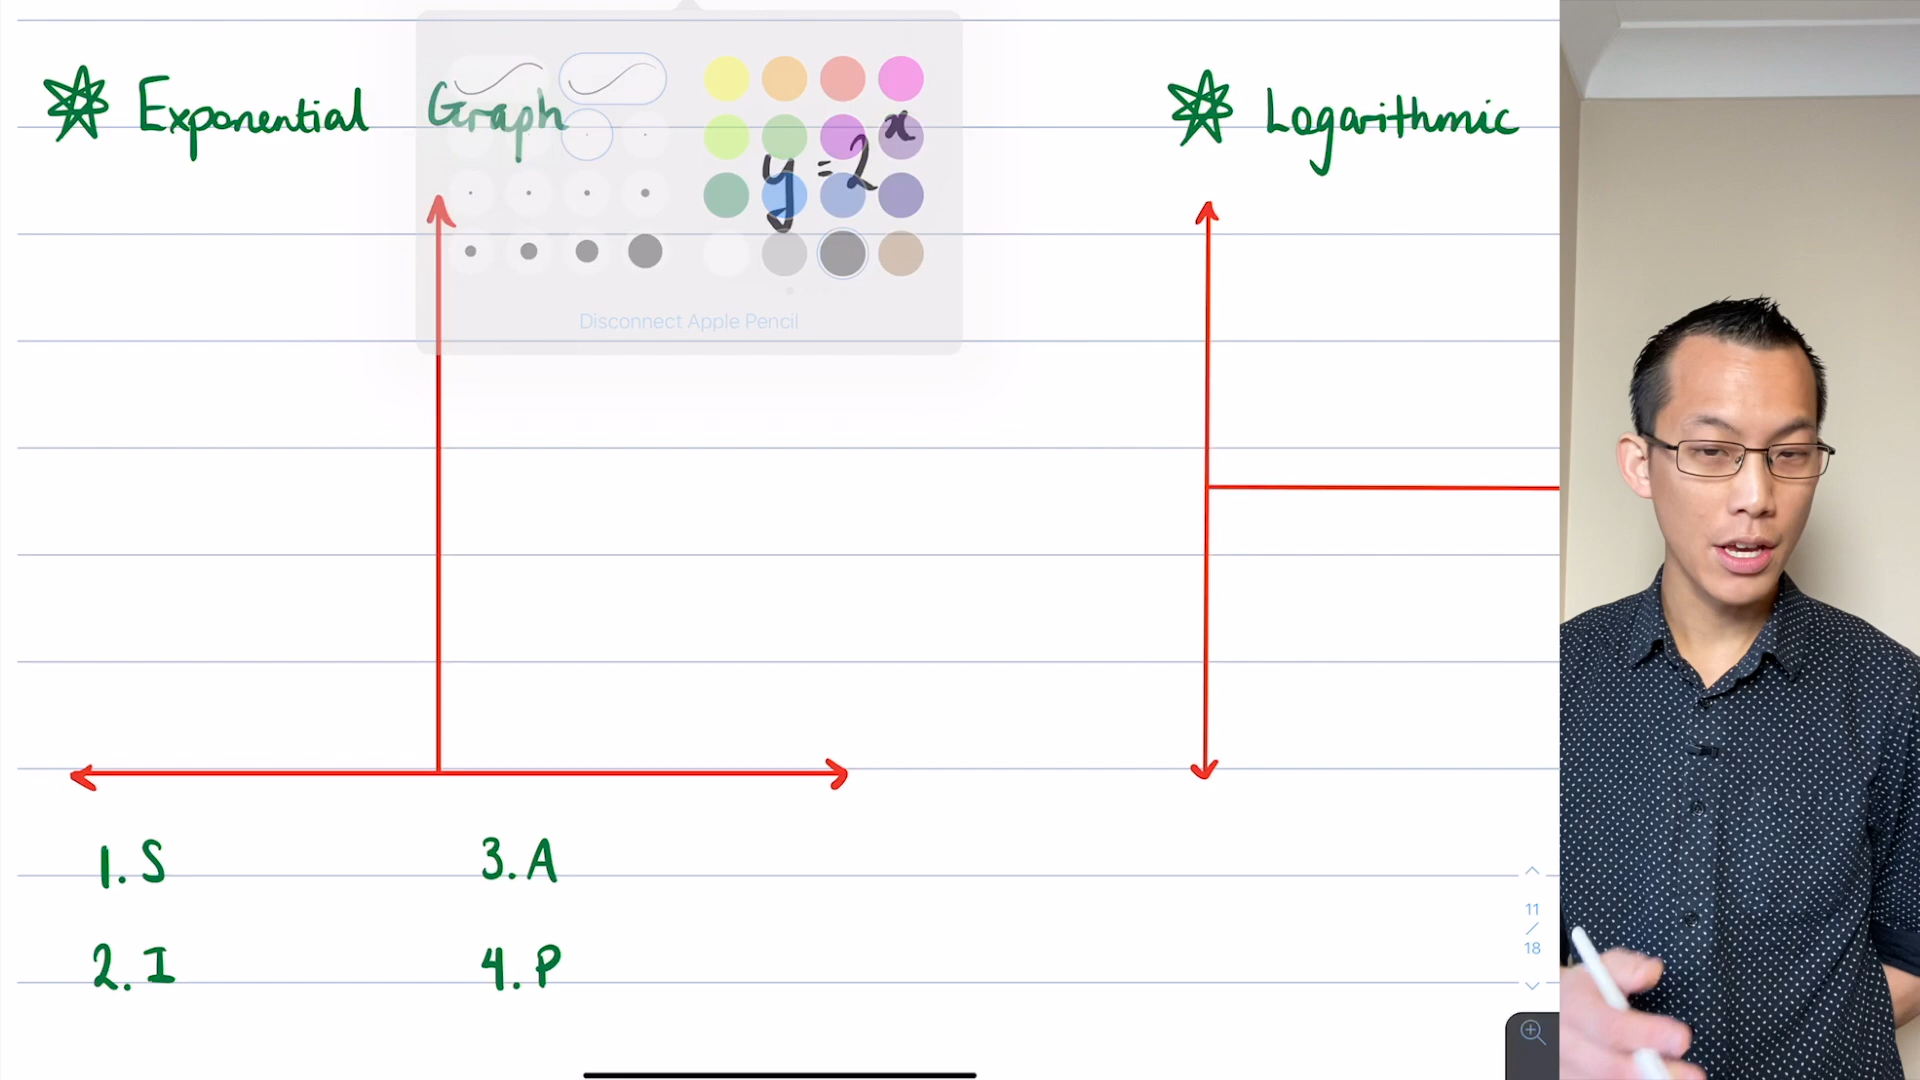 Exponential Graph
y=2^x
Logarithmic
Disconnect Apple Pencil
1. S
3. A
2. I
4. P
11
/
18